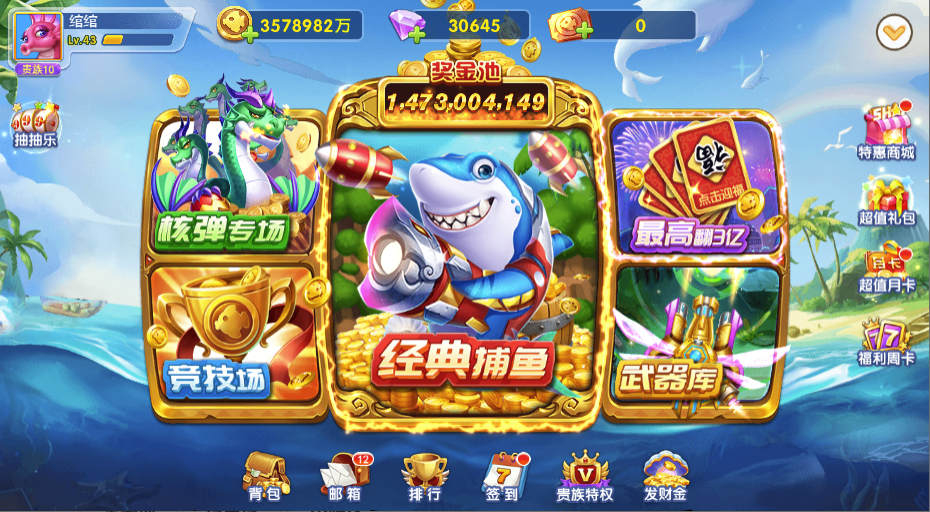 绾绾
Lv.43
贵族10
3578982万
30645
0
奖金池
1,473,004,149
抽抽乐
核弹专场
竞技场
经典捕鱼
福
点击迎福
最高翻3亿
武器库
特惠商城
超值礼包
月卡
超值月卡
77
福利周卡
背包
12
邮箱
排行
7
签到
V
贵族特权
发财金